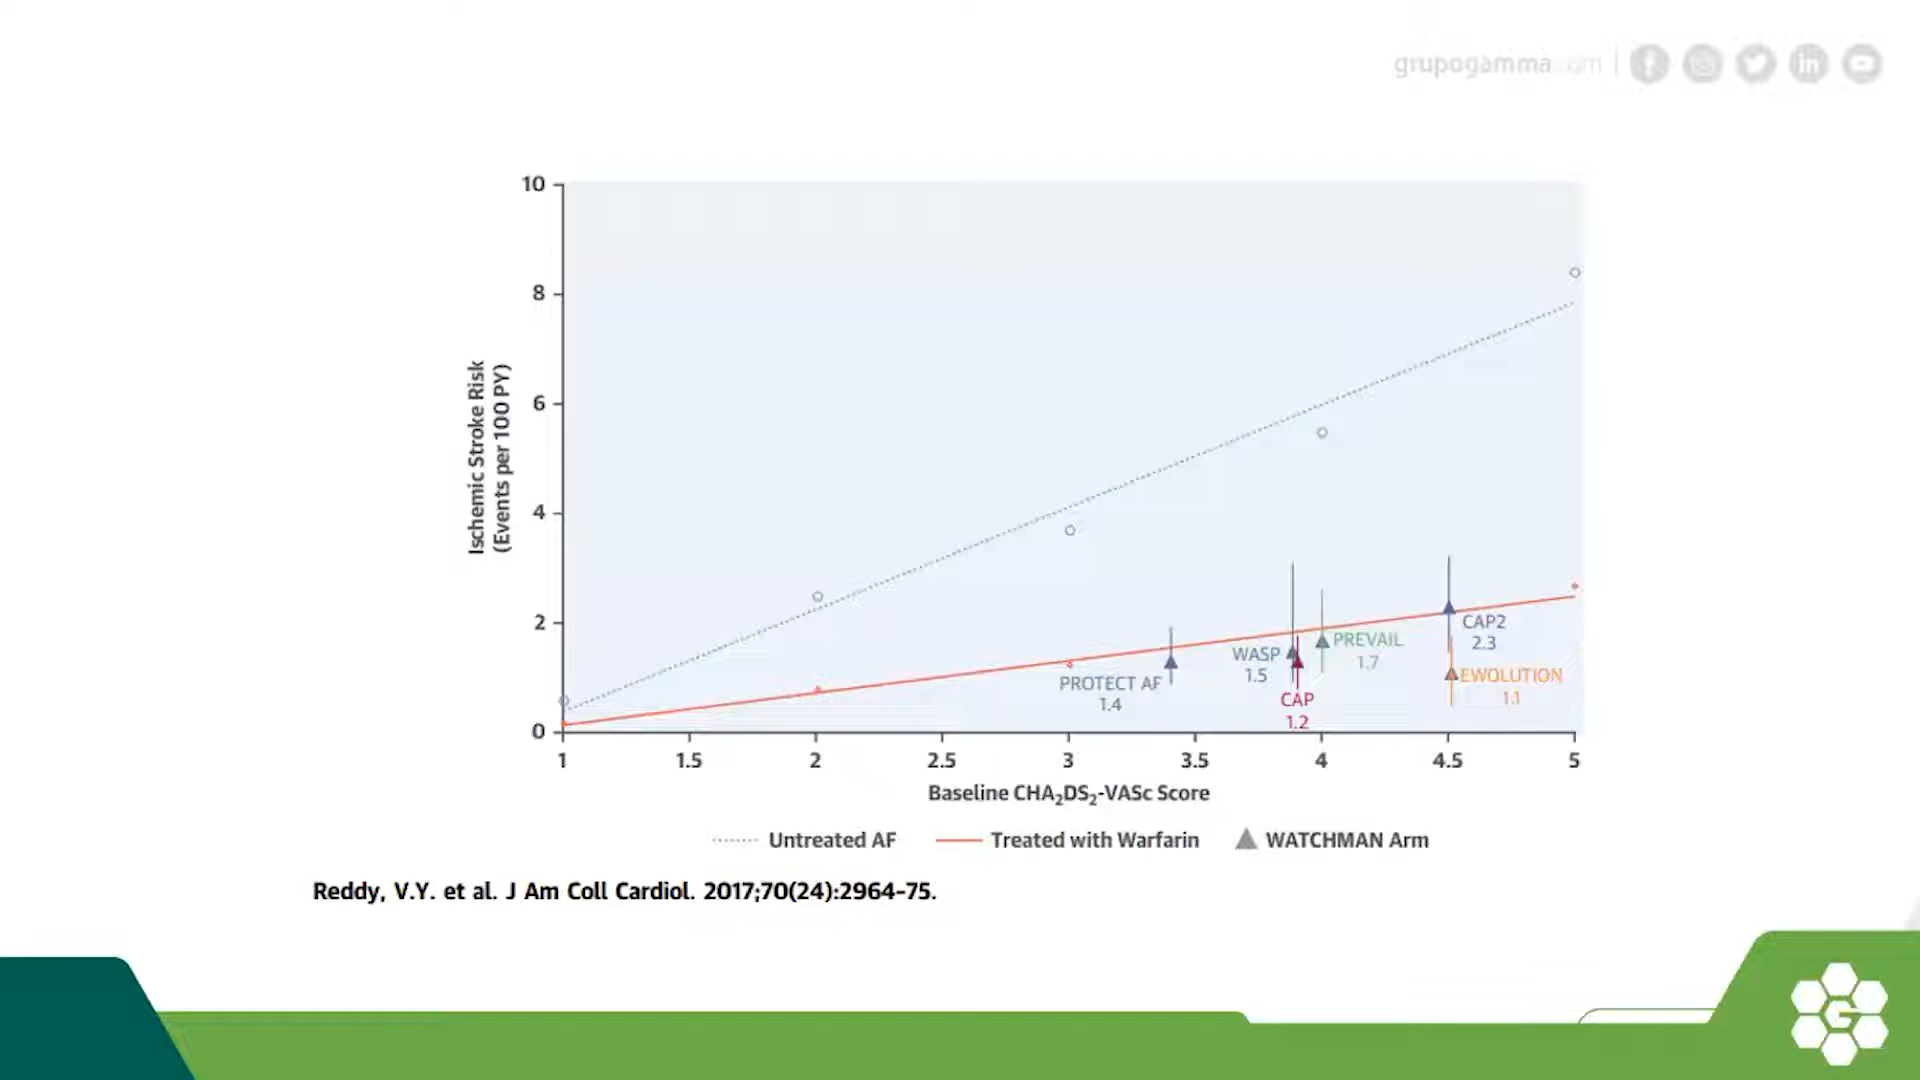 grupogamma.com
10
8
6
4
2
0
Ischemic Stroke Risk
(Events per 100 PY)
PROTECT AF
1.4
WASP
1.5
CAP
1.2
PREVAIL
1.7
CAP2
2.3
EWOLUTION
1.1
1 1.5 2 2.5 3 3.5 4 4.5 5
Baseline CHA₂DS₂-VASc Score
Untreated AF Treated with Warfarin WATCHMAN Arm
Reddy, V.Y. et al. J Am Coll Cardiol. 2017;70(24):2964-75.